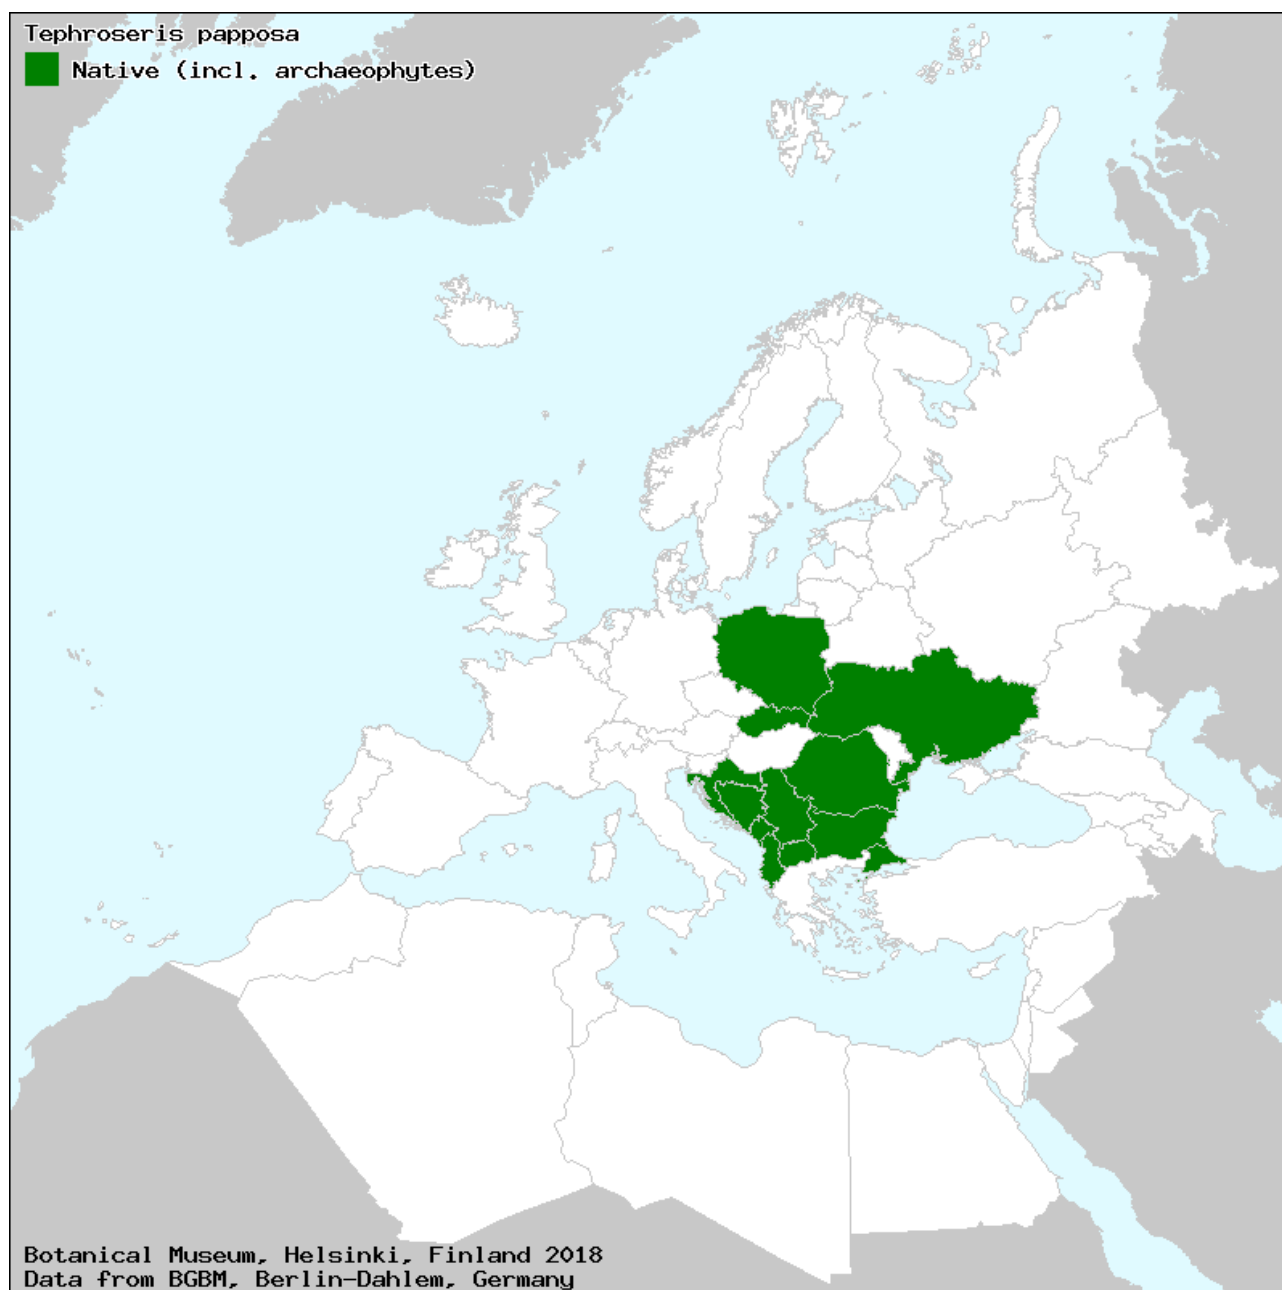 Tephroseris papposa
Native (incl. archaeophytes)
Botanical Museum, Helsinki, Finland 2018
Data from BGBM, Berlin-Dahlem, Germany